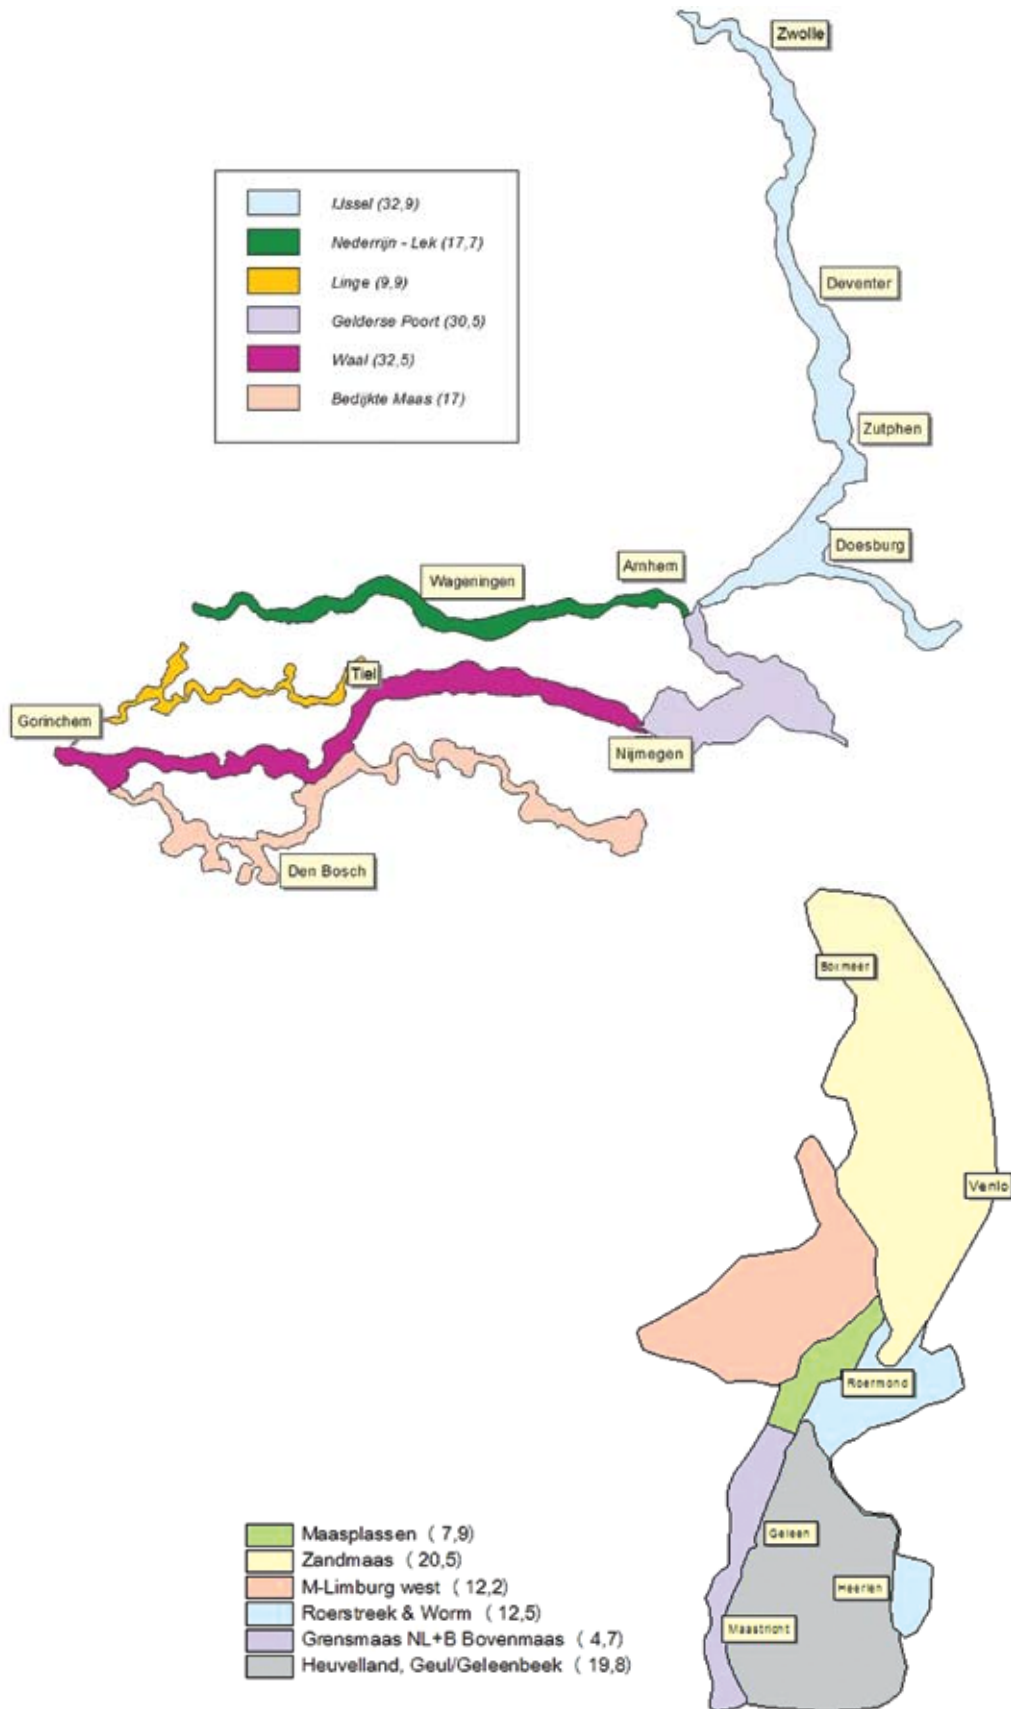 Zwolle
IJssel (32,9)
Nederrijn - Lek (17,7)
Linge (9,9)
Gelderse Poort (30,5)
Waal (32,5)
Bedijkte Maas (17)
Deventer
Zutphen
Doesburg
Arnhem
Wageningen
Tiel
Gorinchem
Nijmegen
Den Bosch
Boxmeer
Venlo
Roermond
Geleen
Heerlen
Maastricht
Maasplassen ( 7,9)
Zandmaas ( 20,5)
M-Limburg west ( 12,2)
Roerstreek & Worm ( 12,5)
Grensmaas NL+B Bovenmaas ( 4,7)
Heuvelland, Geul/Geleenbeek ( 19,8)